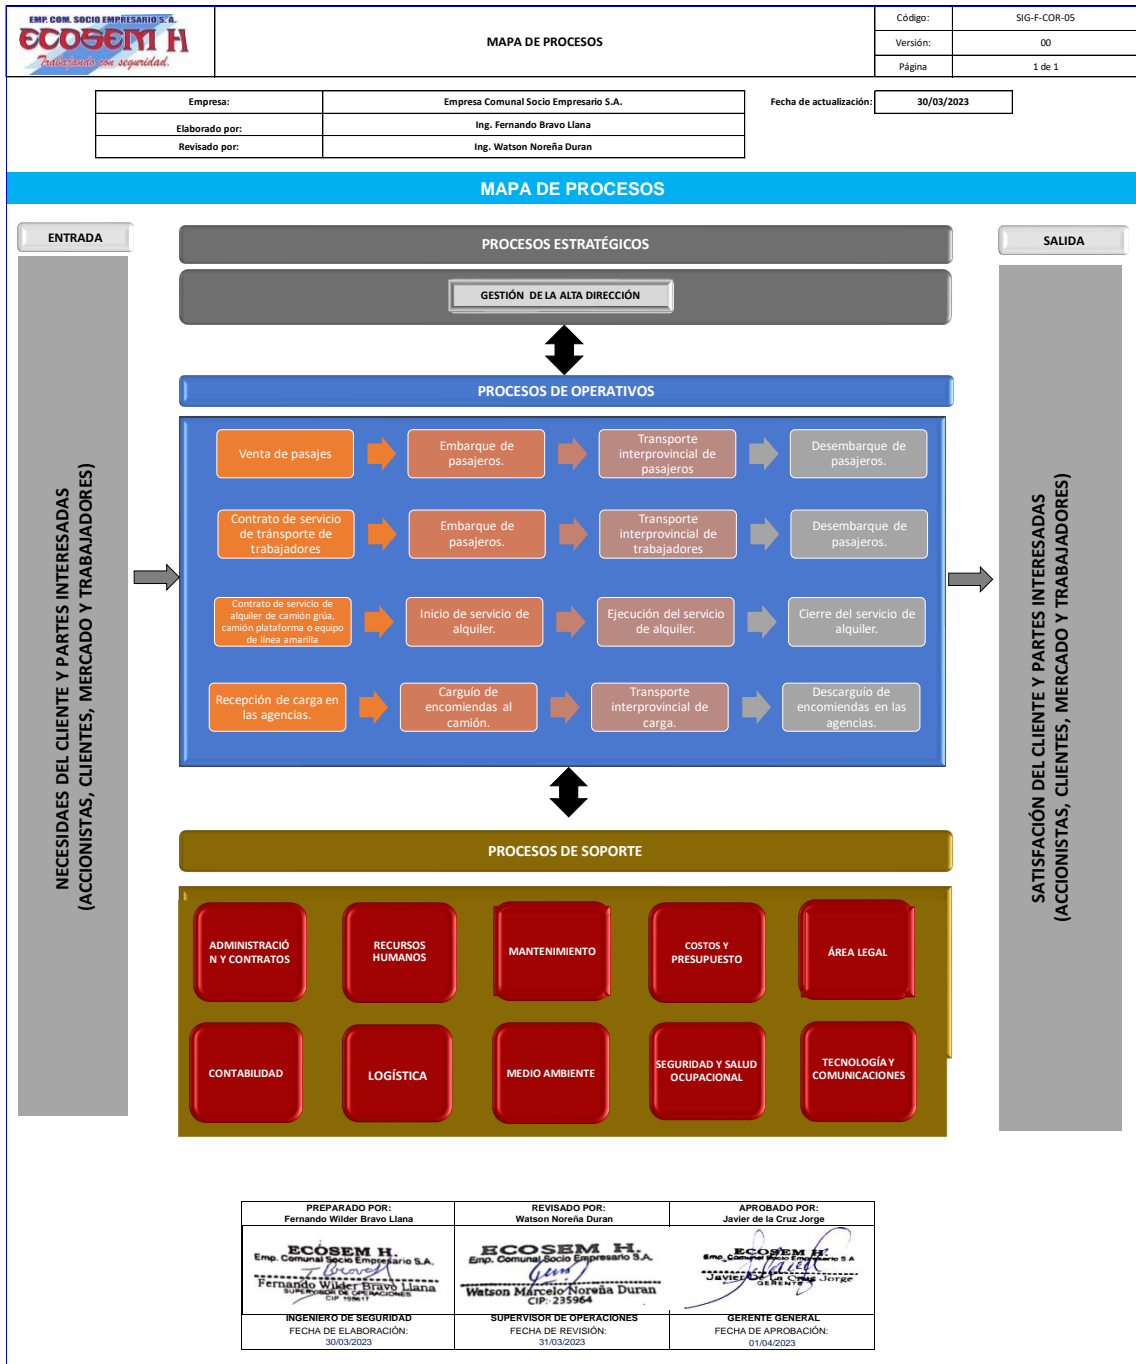 EMP. COM. SOCIO EMPRESARIO S.A.
ECOSEM H
Trabajando con seguridad.
MAPA DE PROCESOS
Código: SIG-F-COR-05
Versión: 00
Página 1 de 1
Empresa: Empresa Comunal Socio Empresario S.A.
Fecha de actualización: 30/03/2023
Elaborado por: Ing. Fernando Bravo Llana
Revisado por: Ing. Watson Noreña Duran
MAPA DE PROCESOS
ENTRADA
NECESIDAES DEL CLIENTE Y PARTES INTERESADAS
(ACCIONISTAS, CLIENTES, MERCADO Y TRABAJADORES)
PROCESOS ESTRATÉGICOS
GESTIÓN DE LA ALTA DIRECCIÓN
PROCESOS DE OPERATIVOS
Venta de pasajes
Embarque de
pasajeros.
Transporte
interprovincial de
pasajeros
Desembarque de
pasajeros.
Contrato de servicio
de tránsporte de
trabajadores
Embarque de
pasajeros.
Transporte
interprovincial de
trabajadores
Desembarque de
pasajeros.
Contrato de servicio de
alquiler de camión grúa,
camión plataforma o equipo
de línea amarilla
Inicio de servicio de
alquiler.
Ejecución del servicio
de alquiler.
Cierre del servicio de
alquiler.
Recepción de carga en
las agencias.
Carguío de
encomiendas al
camión.
Transporte
interprovincial de
carga.
Descarguío de
encomiendas en las
agencias.
PROCESOS DE SOPORTE
ADMINISTRACIÓ
N Y CONTRATOS
RECURSOS
HUMANOS
MANTENIMIENTO
COSTOS Y
PRESUPUESTO
ÁREA LEGAL
CONTABILIDAD
LOGÍSTICA
MEDIO AMBIENTE
SEGURIDAD Y SALUD
OCUPACIONAL
TECNOLOGÍA Y
COMUNICACIONES
SALIDA
SATISFACIÓN DEL CLIENTE Y PARTES INTERESADAS
(ACCIONISTAS, CLIENTES, MERCADO Y TRABAJADORES)
PREPARADO POR:
Fernando Wilder Bravo Llana
ECOSEM H.
Emp. Comunal Socio Empresario S.A.
Fernando Wilder Bravo Llana
SUPERVISOR DE OPERACIONES
INGENIERO DE SEGURIDAD
FECHA DE ELABORACIÓN:
30/03/2023
REVISADO POR:
Watson Noreña Duran
ECOSEM H.
Emp. Comunal Socio Empresario S.A.
Watson Marcelo Noreña Duran
CIP: 235964
SUPERVISOR DE OPERACIONES
FECHA DE REVISIÓN:
31/03/2023
APROBADO POR:
Javier de la Cruz Jorge
ECOSEM H.
Emp. Comunal Socio Empresario S.A
Javier De La Cruz Jorge
GERENTE
GERENTE GENERAL
FECHA DE APROBACIÓN:
01/04/2023